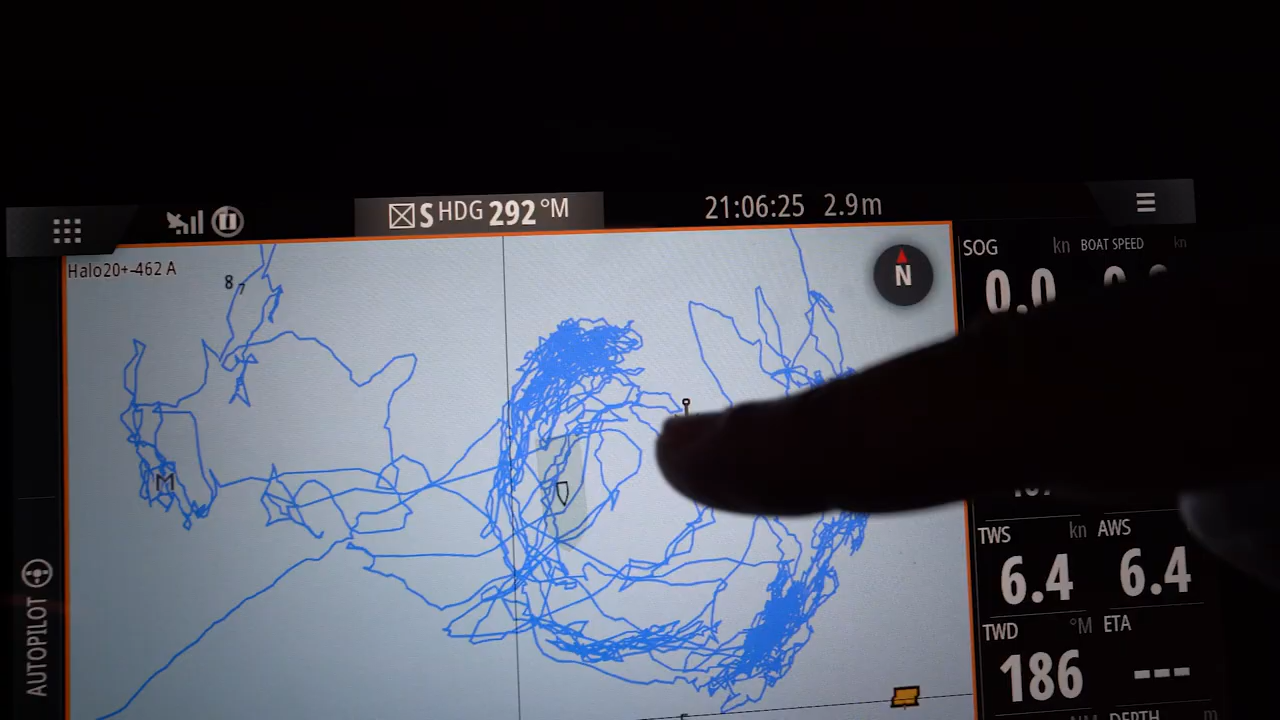 S HDG 292 °M
21:06:25 2.9m
Halo20+-462 A
8 7
N
SOG kn BOAT SPEED kn
0.0
M
TWS kn AWS
6.4 6.4
TWD °M ETA
186 ---
AUTOPILOT
NM DEPTH m